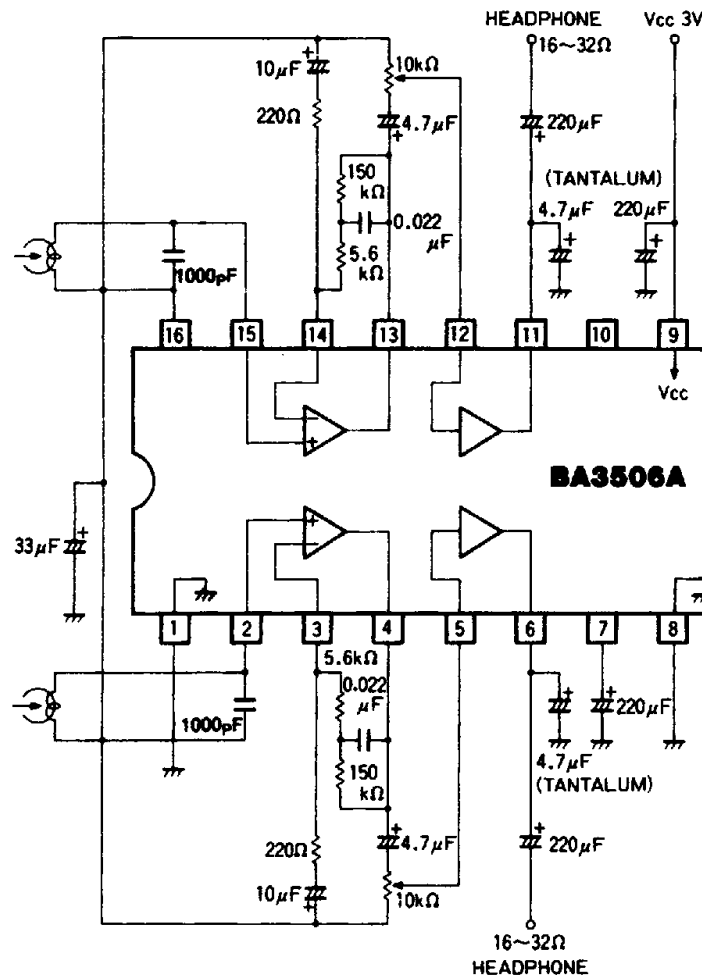 HEADPHONE
Vcc 3V
16~32Ω
10μF
+
10kΩ
220Ω
4.7μF
+
220μF
+
150
kΩ
0.022
μF
5.6
kΩ
(TANTALUM)
4.7μF
+
220μF
+
1000pF
16
15
14
13
12
11
10
9
Vcc
−
+
BA3506A
+
−
33μF
+
1
2
3
4
5
6
7
8
5.6kΩ
0.022
μF
1000pF
150
kΩ
+
+
220μF
4.7μF
(TANTALUM)
220Ω
+
4.7μF
+
220μF
10μF
+
10kΩ
16~32Ω
HEADPHONE